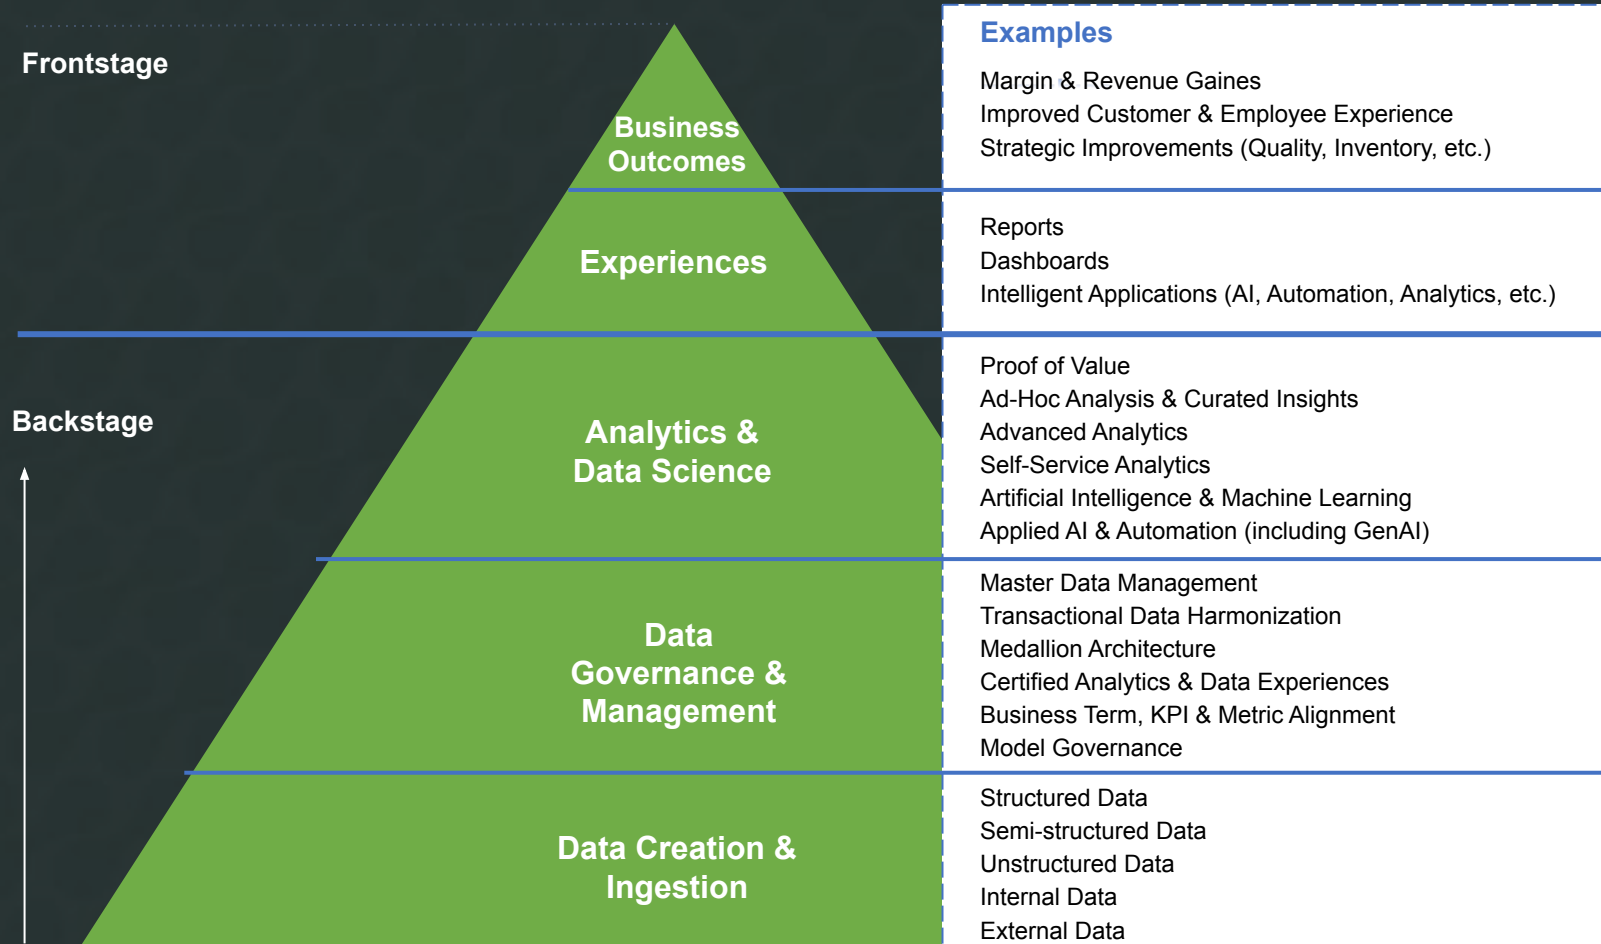 Frontstage
Business
Outcomes
Examples
Margin & Revenue Gaines
Improved Customer & Employee Experience
Strategic Improvements (Quality, Inventory, etc.)
Experiences
Reports
Dashboards
Intelligent Applications (AI, Automation, Analytics, etc.)
Backstage
Analytics &
Data Science
Proof of Value
Ad-Hoc Analysis & Curated Insights
Advanced Analytics
Self-Service Analytics
Artificial Intelligence & Machine Learning
Applied AI & Automation (including GenAI)
Data
Governance &
Management
Master Data Management
Transactional Data Harmonization
Medallion Architecture
Certified Analytics & Data Experiences
Business Term, KPI & Metric Alignment
Model Governance
Data Creation &
Ingestion
Structured Data
Semi-structured Data
Unstructured Data
Internal Data
External Data